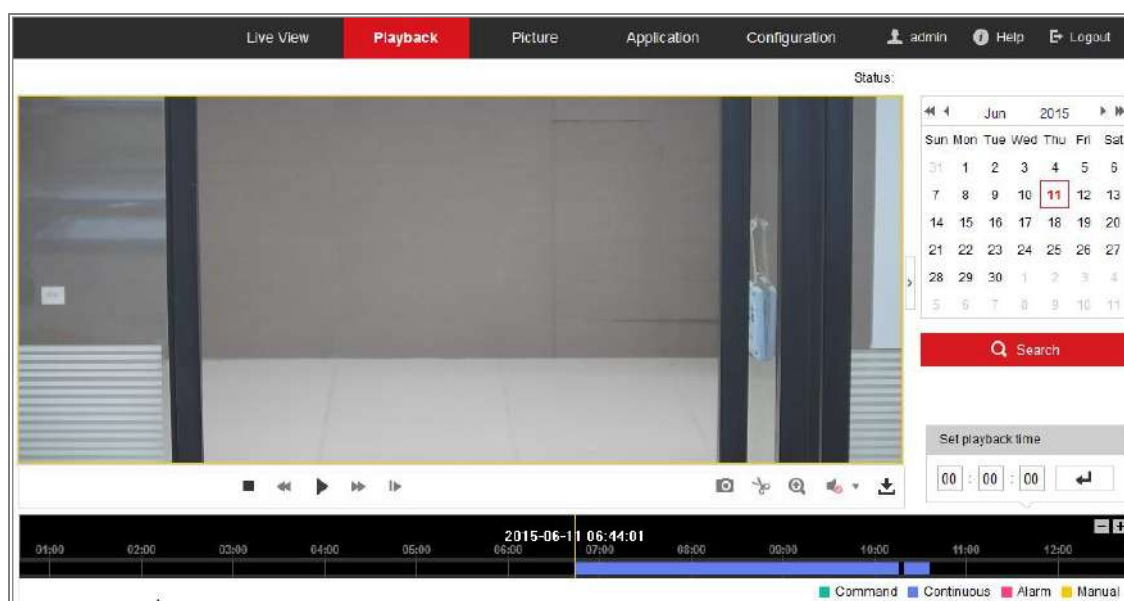 Live View Playback Picture Application Configuration admin Help Logout
Status:
Jun 2015
Sun Mon Tue Wed Thu Fri Sat
31 1 2 3 4 5 6
7 8 9 10 11 12 13
14 15 16 17 18 19 20
21 22 23 24 25 26 27
28 29 30 1 2 3 4
5 6 7 8 9 10 11
Search
Set playback time
00 : 00 : 00
2015-06-11 06:44:01
01:00 02:00 03:00 04:00 05:00 06:00 07:00 08:00 09:00 10:00 11:00 12:00
Command Continuous Alarm Manual